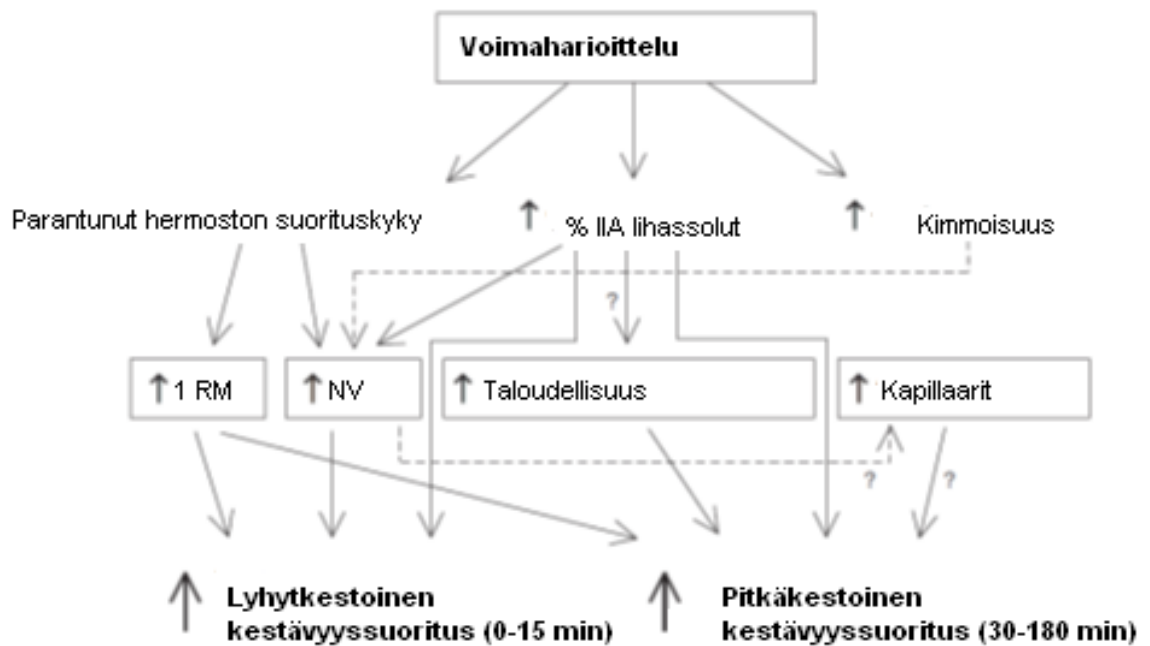 Voimaharioittelu
Parantunut hermoston suorituskyky
↑ % IIA lihassolut
↑ Kimmoisuus
?
↑ 1 RM
↑ NV
↑ Taloudellisuus
↑ Kapillaarit
?
?
↑ Lyhytkestoinen
kestävyyssuoritus (0-15 min)
↑ Pitkäkestoinen
kestävyyssuoritus (30-180 min)